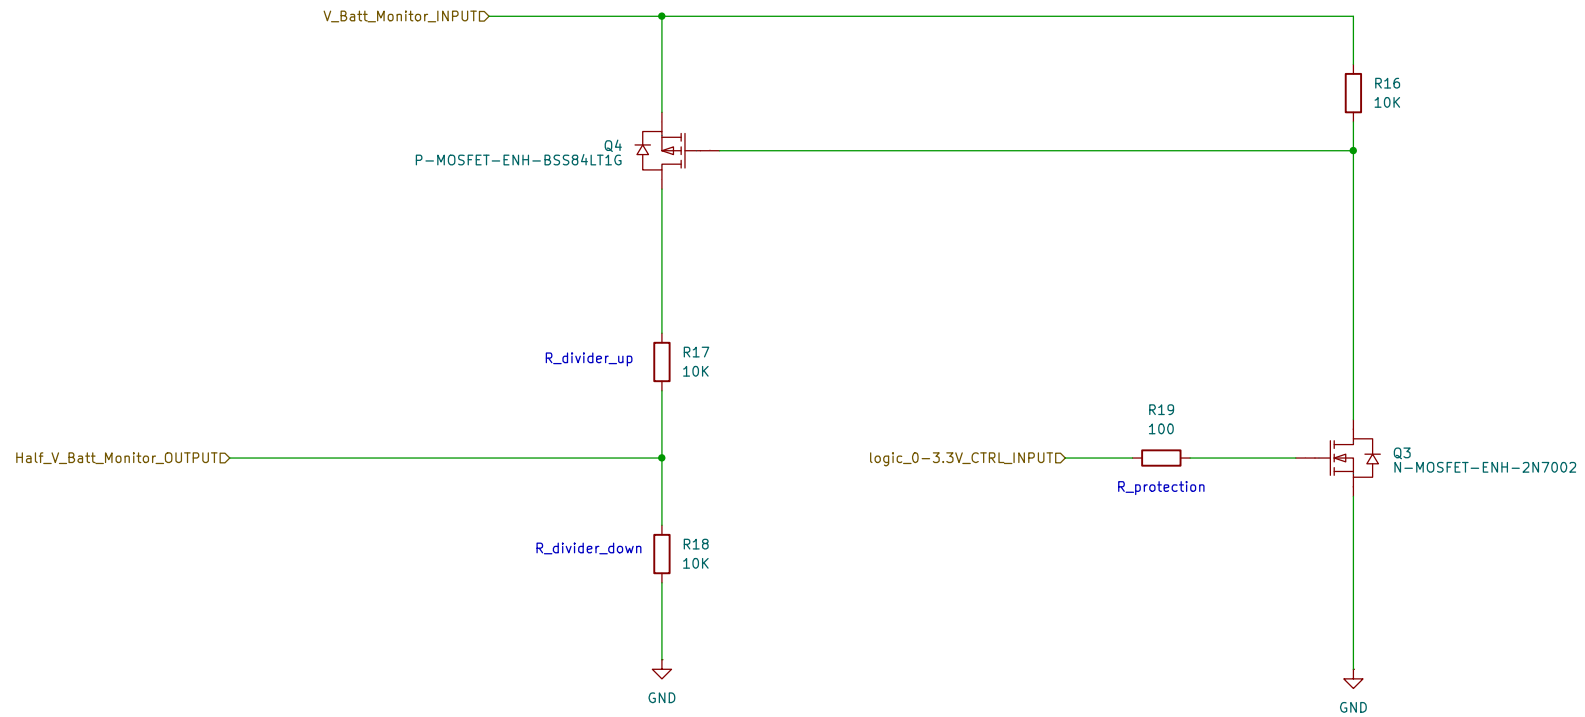 V_Batt_Monitor_INPUT
R16
10K
Q4
P-MOSFET-ENH-BSS84LT1G
R_divider_up
R17
10K
R19
100
Half_V_Batt_Monitor_OUTPUT
logic_0-3.3V_CTRL_INPUT
Q3
N-MOSFET-ENH-2N7002
R_protection
R_divider_down
R18
10K
GND
GND